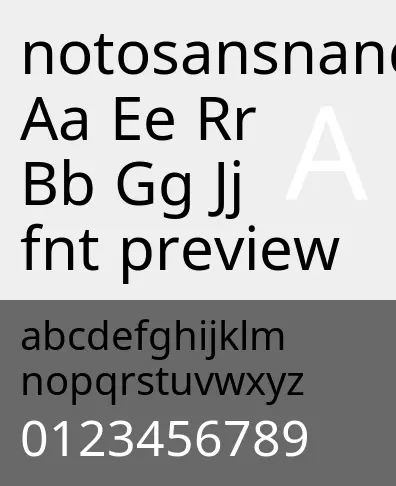 notosansnan
Aa Ee Rr
A
Bb Gg Jj
fnt preview
abcdefghijklm
nopqrstuvwxyz
0123456789